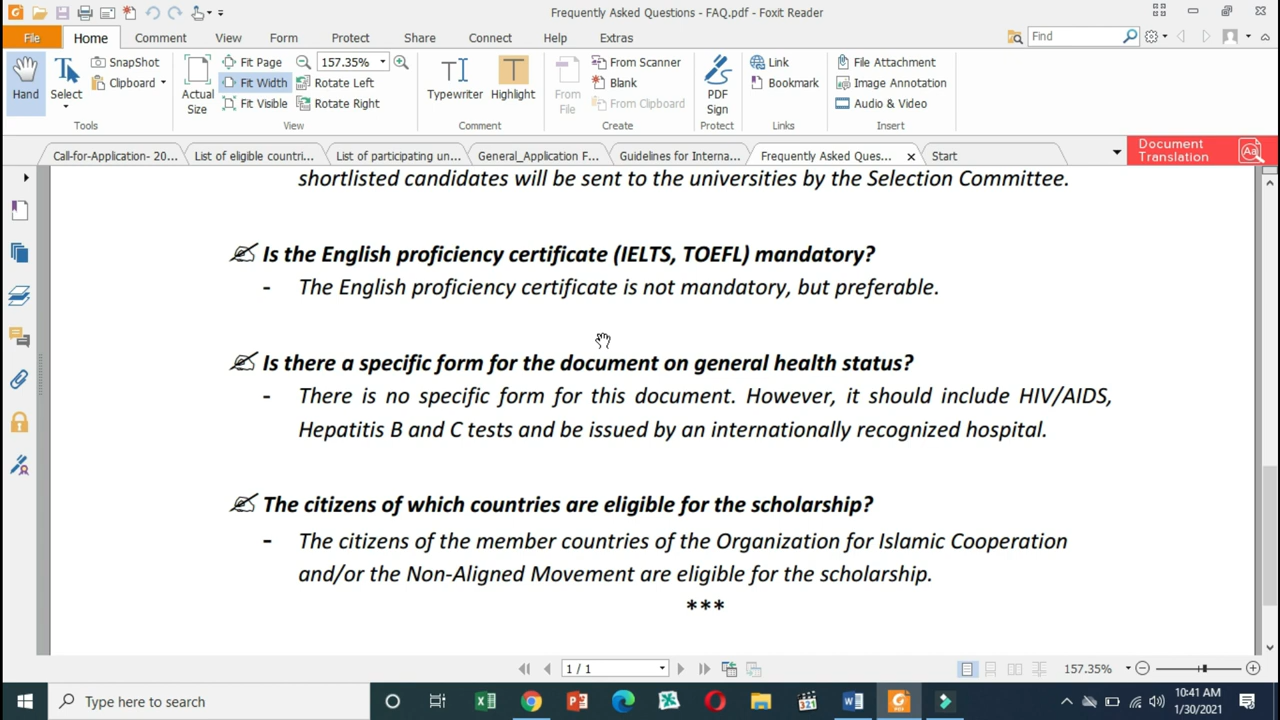 Frequently Asked Questions - FAQ.pdf - Foxit Reader
File Home Comment View Form Protect Share Connect Help Extras Find
Hand
Select
SnapShot
Clipboard
Tools
Actual Size
Fit Page
Fit Width
Fit Visible
157.35%
Rotate Left
Rotate Right
View
Typewriter
Highlight
Comment
From File
From Scanner
Blank
From Clipboard
Create
PDF Sign
Protect
Link
Bookmark
Links
File Attachment
Image Annotation
Audio & Video
Insert
Call-for-Application- 20... List of eligible countri... List of participating un... General_Application F... Guidelines for Interna... Frequently Asked Ques... Start
Document Translation
shortlisted candidates will be sent to the universities by the Selection Committee.
Is the English proficiency certificate (IELTS, TOEFL) mandatory?
- The English proficiency certificate is not mandatory, but preferable.
Is there a specific form for the document on general health status?
- There is no specific form for this document. However, it should include HIV/AIDS,
Hepatitis B and C tests and be issued by an internationally recognized hospital.
The citizens of which countries are eligible for the scholarship?
- The citizens of the member countries of the Organization for Islamic Cooperation
and/or the Non-Aligned Movement are eligible for the scholarship.
***
1 / 1
157.35%
Type here to search
10:41 AM
1/30/2021